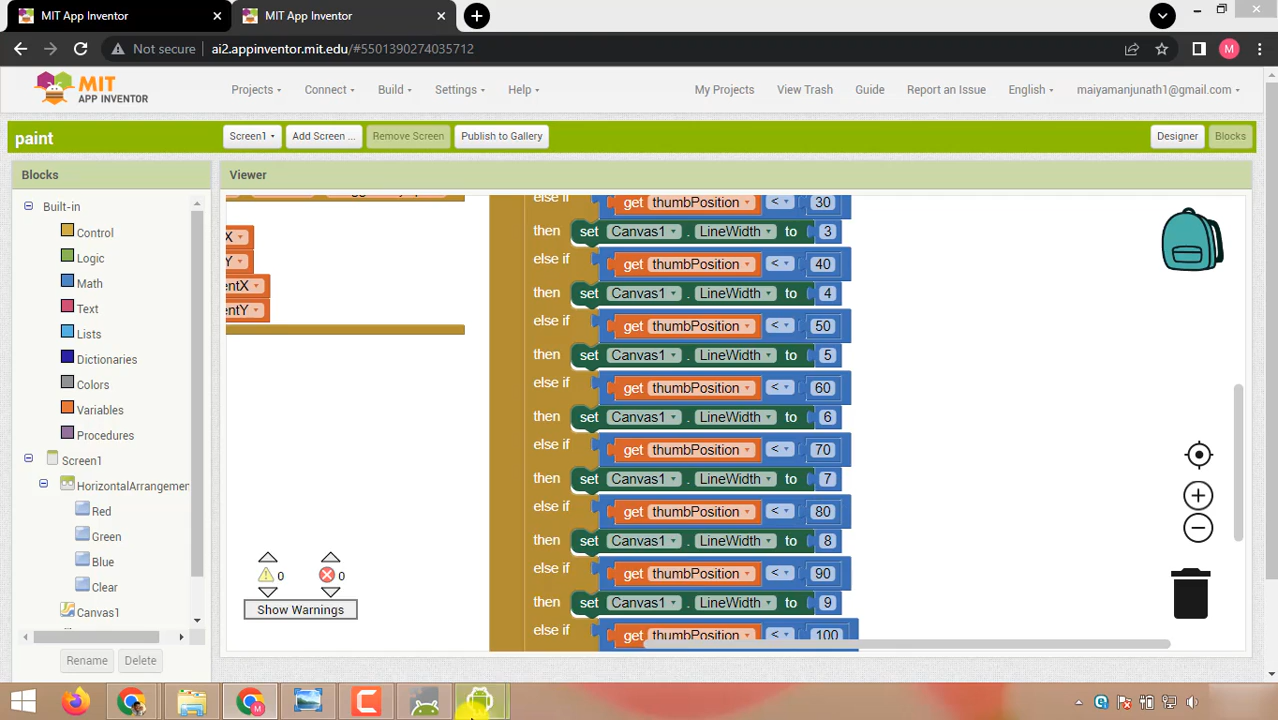 MIT App Inventor
MIT App Inventor
Not secure ai2.appinventor.mit.edu/#5501390274035712
M
MIT
APP INVENTOR
Projects Connect Build Settings Help My Projects View Trash Guide Report an Issue English maiyamanjunath1@gmail.com
paint Screen1 Add Screen ... Remove Screen Publish to Gallery Designer Blocks
Blocks
Viewer
Built-in
Control
Logic
Math
Text
Lists
Dictionaries
Colors
Variables
Procedures
Screen1
HorizontalArrangemen
Red
Green
Blue
Clear
Canvas1
Rename Delete
X
Y
entX
entY
else if get thumbPosition < 30
then set Canvas1 . LineWidth to 3
else if get thumbPosition < 40
then set Canvas1 . LineWidth to 4
else if get thumbPosition < 50
then set Canvas1 . LineWidth to 5
else if get thumbPosition < 60
then set Canvas1 . LineWidth to 6
else if get thumbPosition < 70
then set Canvas1 . LineWidth to 7
else if get thumbPosition < 80
then set Canvas1 . LineWidth to 8
else if get thumbPosition < 90
then set Canvas1 . LineWidth to 9
else if get thumbPosition < 100
0 0
Show Warnings